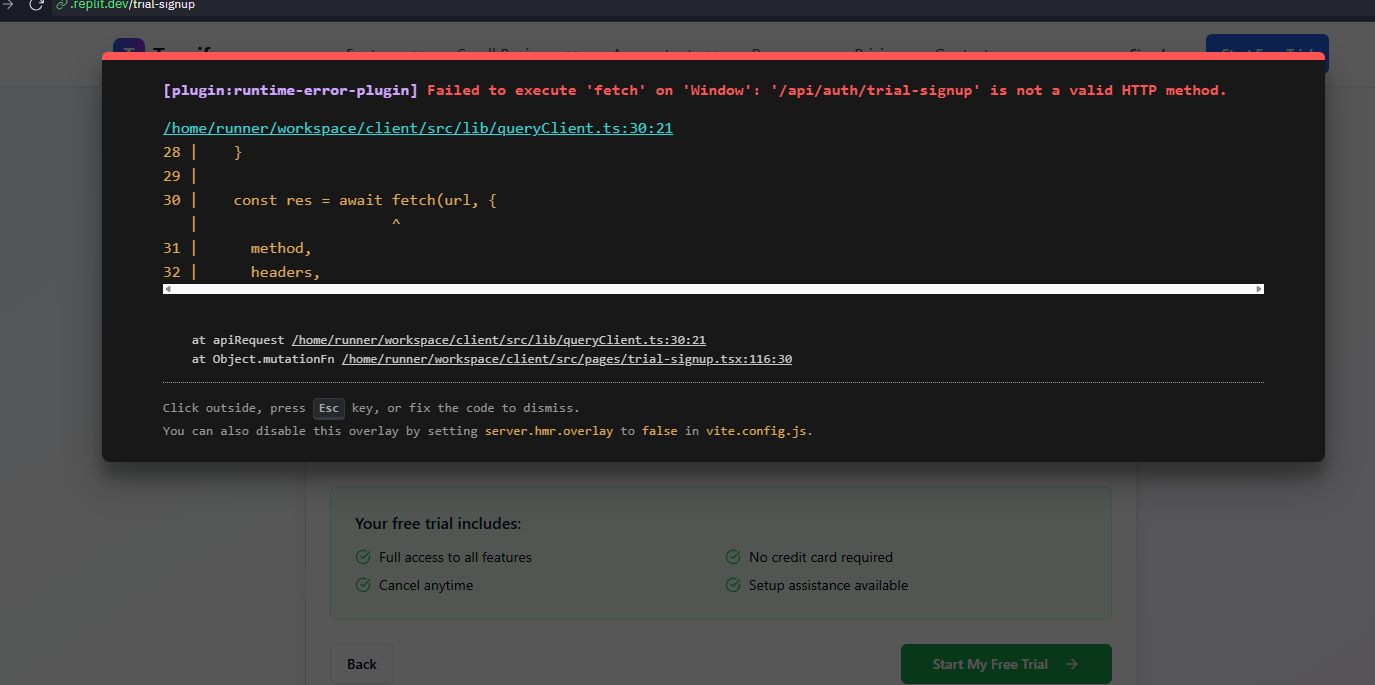 .replit.dev/trial-signup
[plugin:runtime-error-plugin] Failed to execute 'fetch' on 'Window': '/api/auth/trial-signup' is not a valid HTTP method.
/home/runner/workspace/client/src/lib/queryClient.ts:30:21
28 |    }
29 |
30 |    const res = await fetch(url, {
   |                      ^
31 |      method,
32 |      headers,
at apiRequest /home/runner/workspace/client/src/lib/queryClient.ts:30:21
at Object.mutationFn /home/runner/workspace/client/src/pages/trial-signup.tsx:116:30
Click outside, press Esc key, or fix the code to dismiss.
You can also disable this overlay by setting server.hmr.overlay to false in vite.config.js.
Your free trial includes:
Full access to all features
No credit card required
Cancel anytime
Setup assistance available
Back
Start My Free Trial →